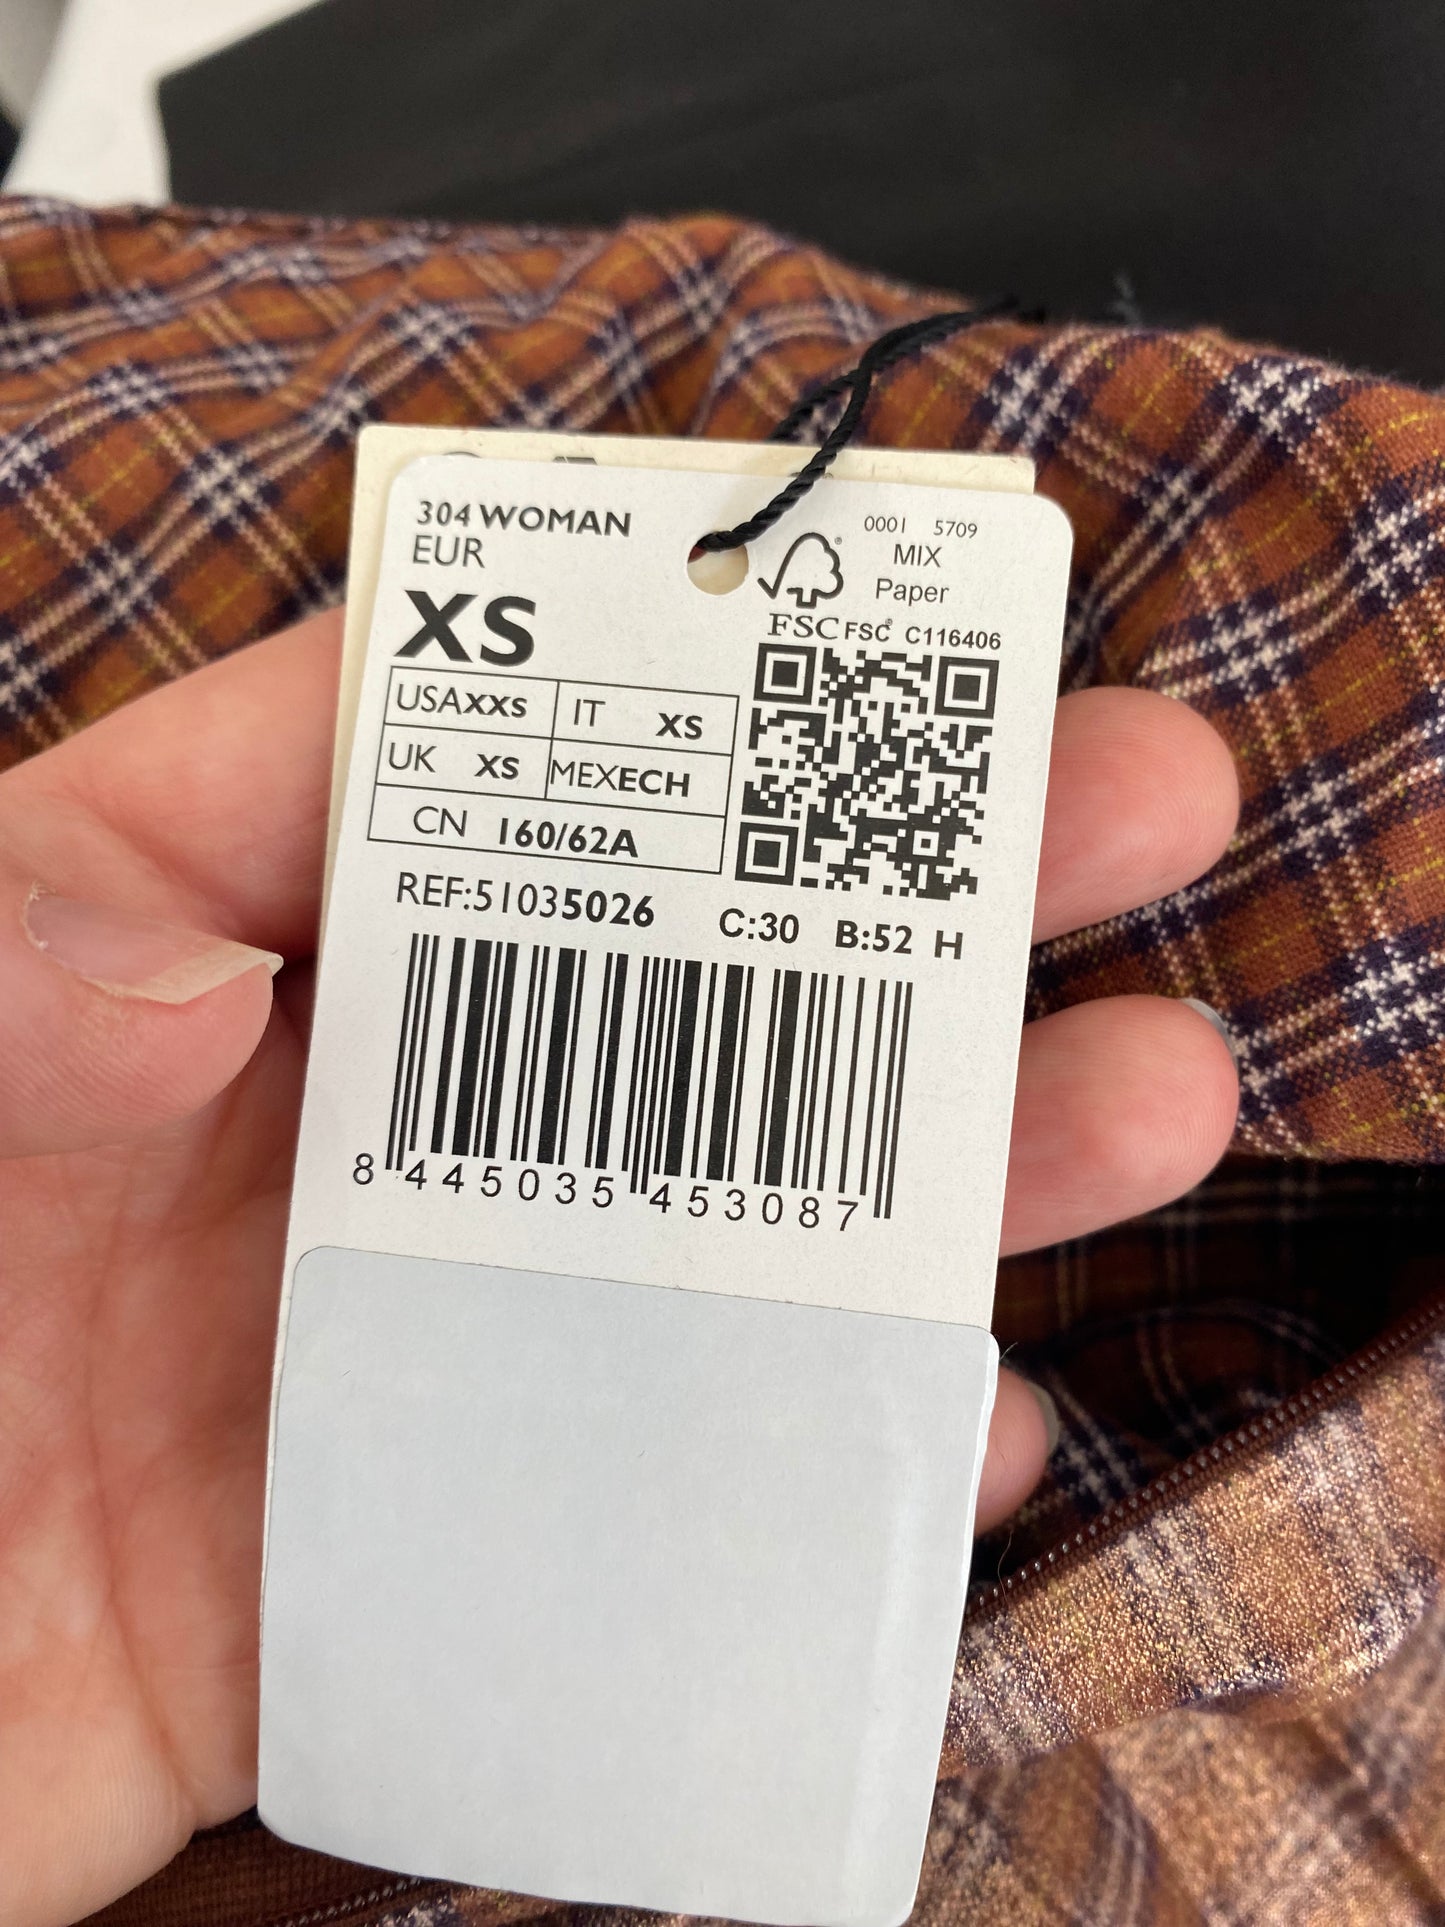 304 WOMAN
EUR
XS
0001 5709
MIX
Paper
FSC FSC® C116406
USA XXS IT XS
UK XS MEX ECH
CN 160/62A
REF:51035026 C:30 B:52 H
8 445035 453087